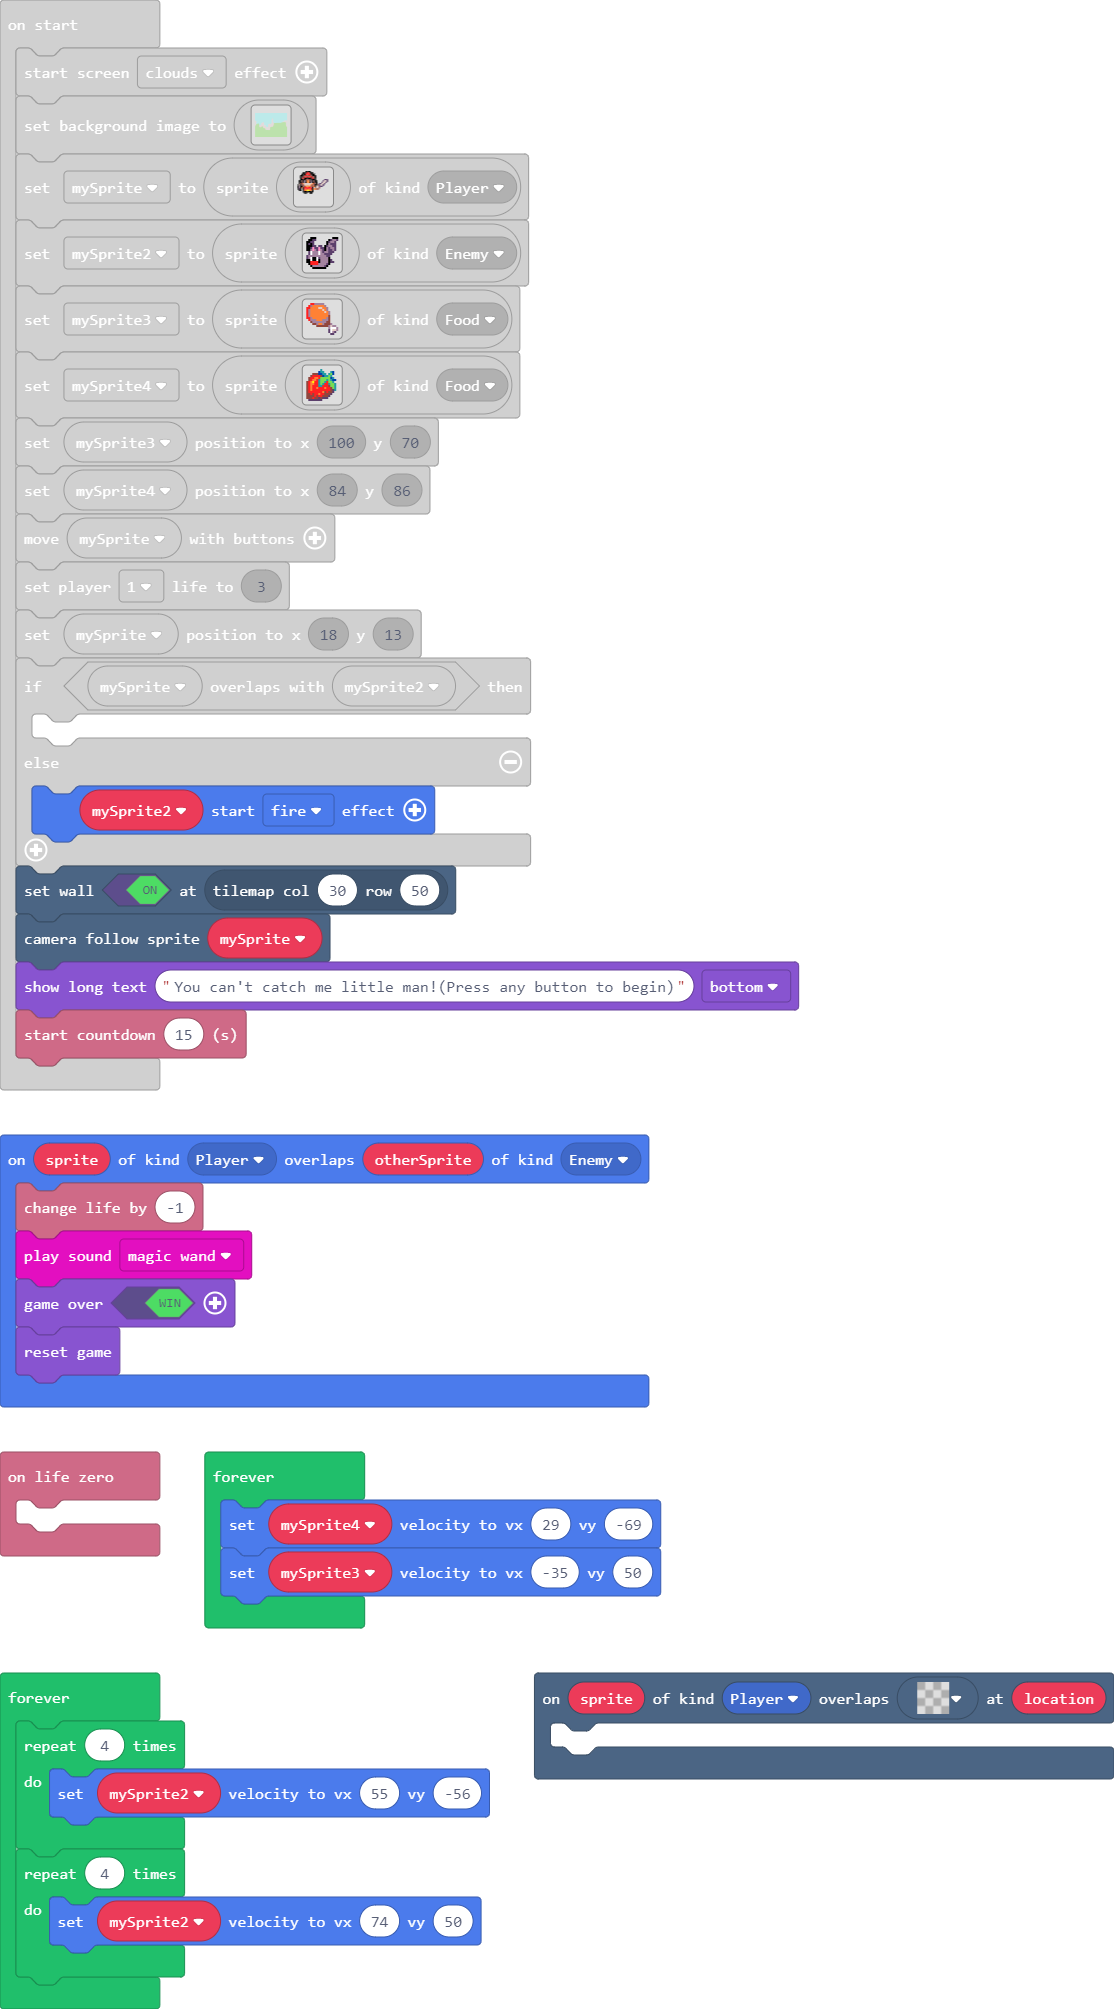 on start
start screen clouds effect
set background image to
set mySprite to sprite of kind Player
set mySprite2 to sprite of kind Enemy
set mySprite3 to sprite of kind Food
set mySprite4 to sprite of kind Food
set mySprite3 position to x 100 y 70
set mySprite4 position to x 84 y 86
move mySprite with buttons
set player 1 life to 3
set mySprite position to x 18 y 13
if mySprite overlaps with mySprite2 then
else
mySprite2 start fire effect
set wall ON at tilemap col 30 row 50
camera follow sprite mySprite
show long text "You can't catch me little man!(Press any button to begin)" bottom
start countdown 15 (s)
on sprite of kind Player overlaps otherSprite of kind Enemy
change life by -1
play sound magic wand
game over WIN
reset game
on life zero
forever
set mySprite4 velocity to vx 29 vy -69
set mySprite3 velocity to vx -35 vy 50
forever
repeat 4 times
do set mySprite2 velocity to vx 55 vy -56
repeat 4 times
do set mySprite2 velocity to vx 74 vy 50
on sprite of kind Player overlaps at location